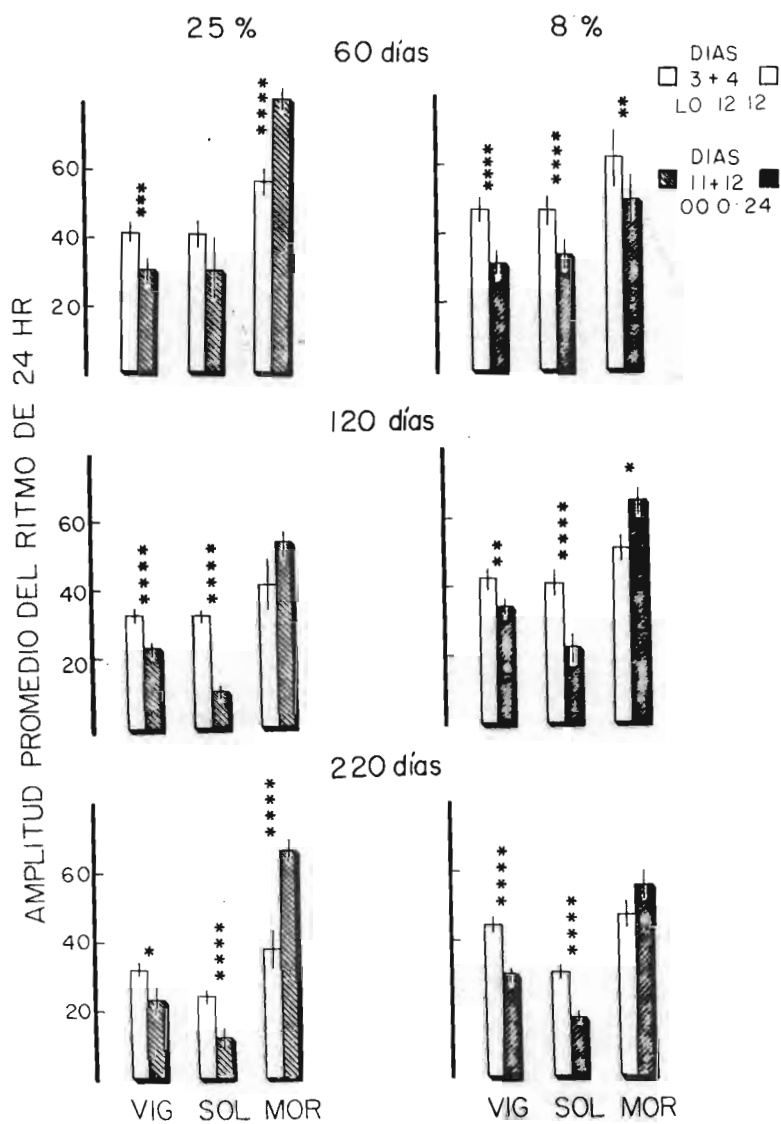 25 %
8 %
60 días
DIAS
3 + 4
LO 12 12
DIAS
11 + 12
OO 0 24
****
***
60
40
20
****
****
**
AMPLITUD PROMEDIO DEL RITMO DE 24 HR
120 días
****
****
60
40
20
**
****
*
220 días
****
*
****
60
40
20
****
****
VIG SOL MOR
VIG SOL MOR